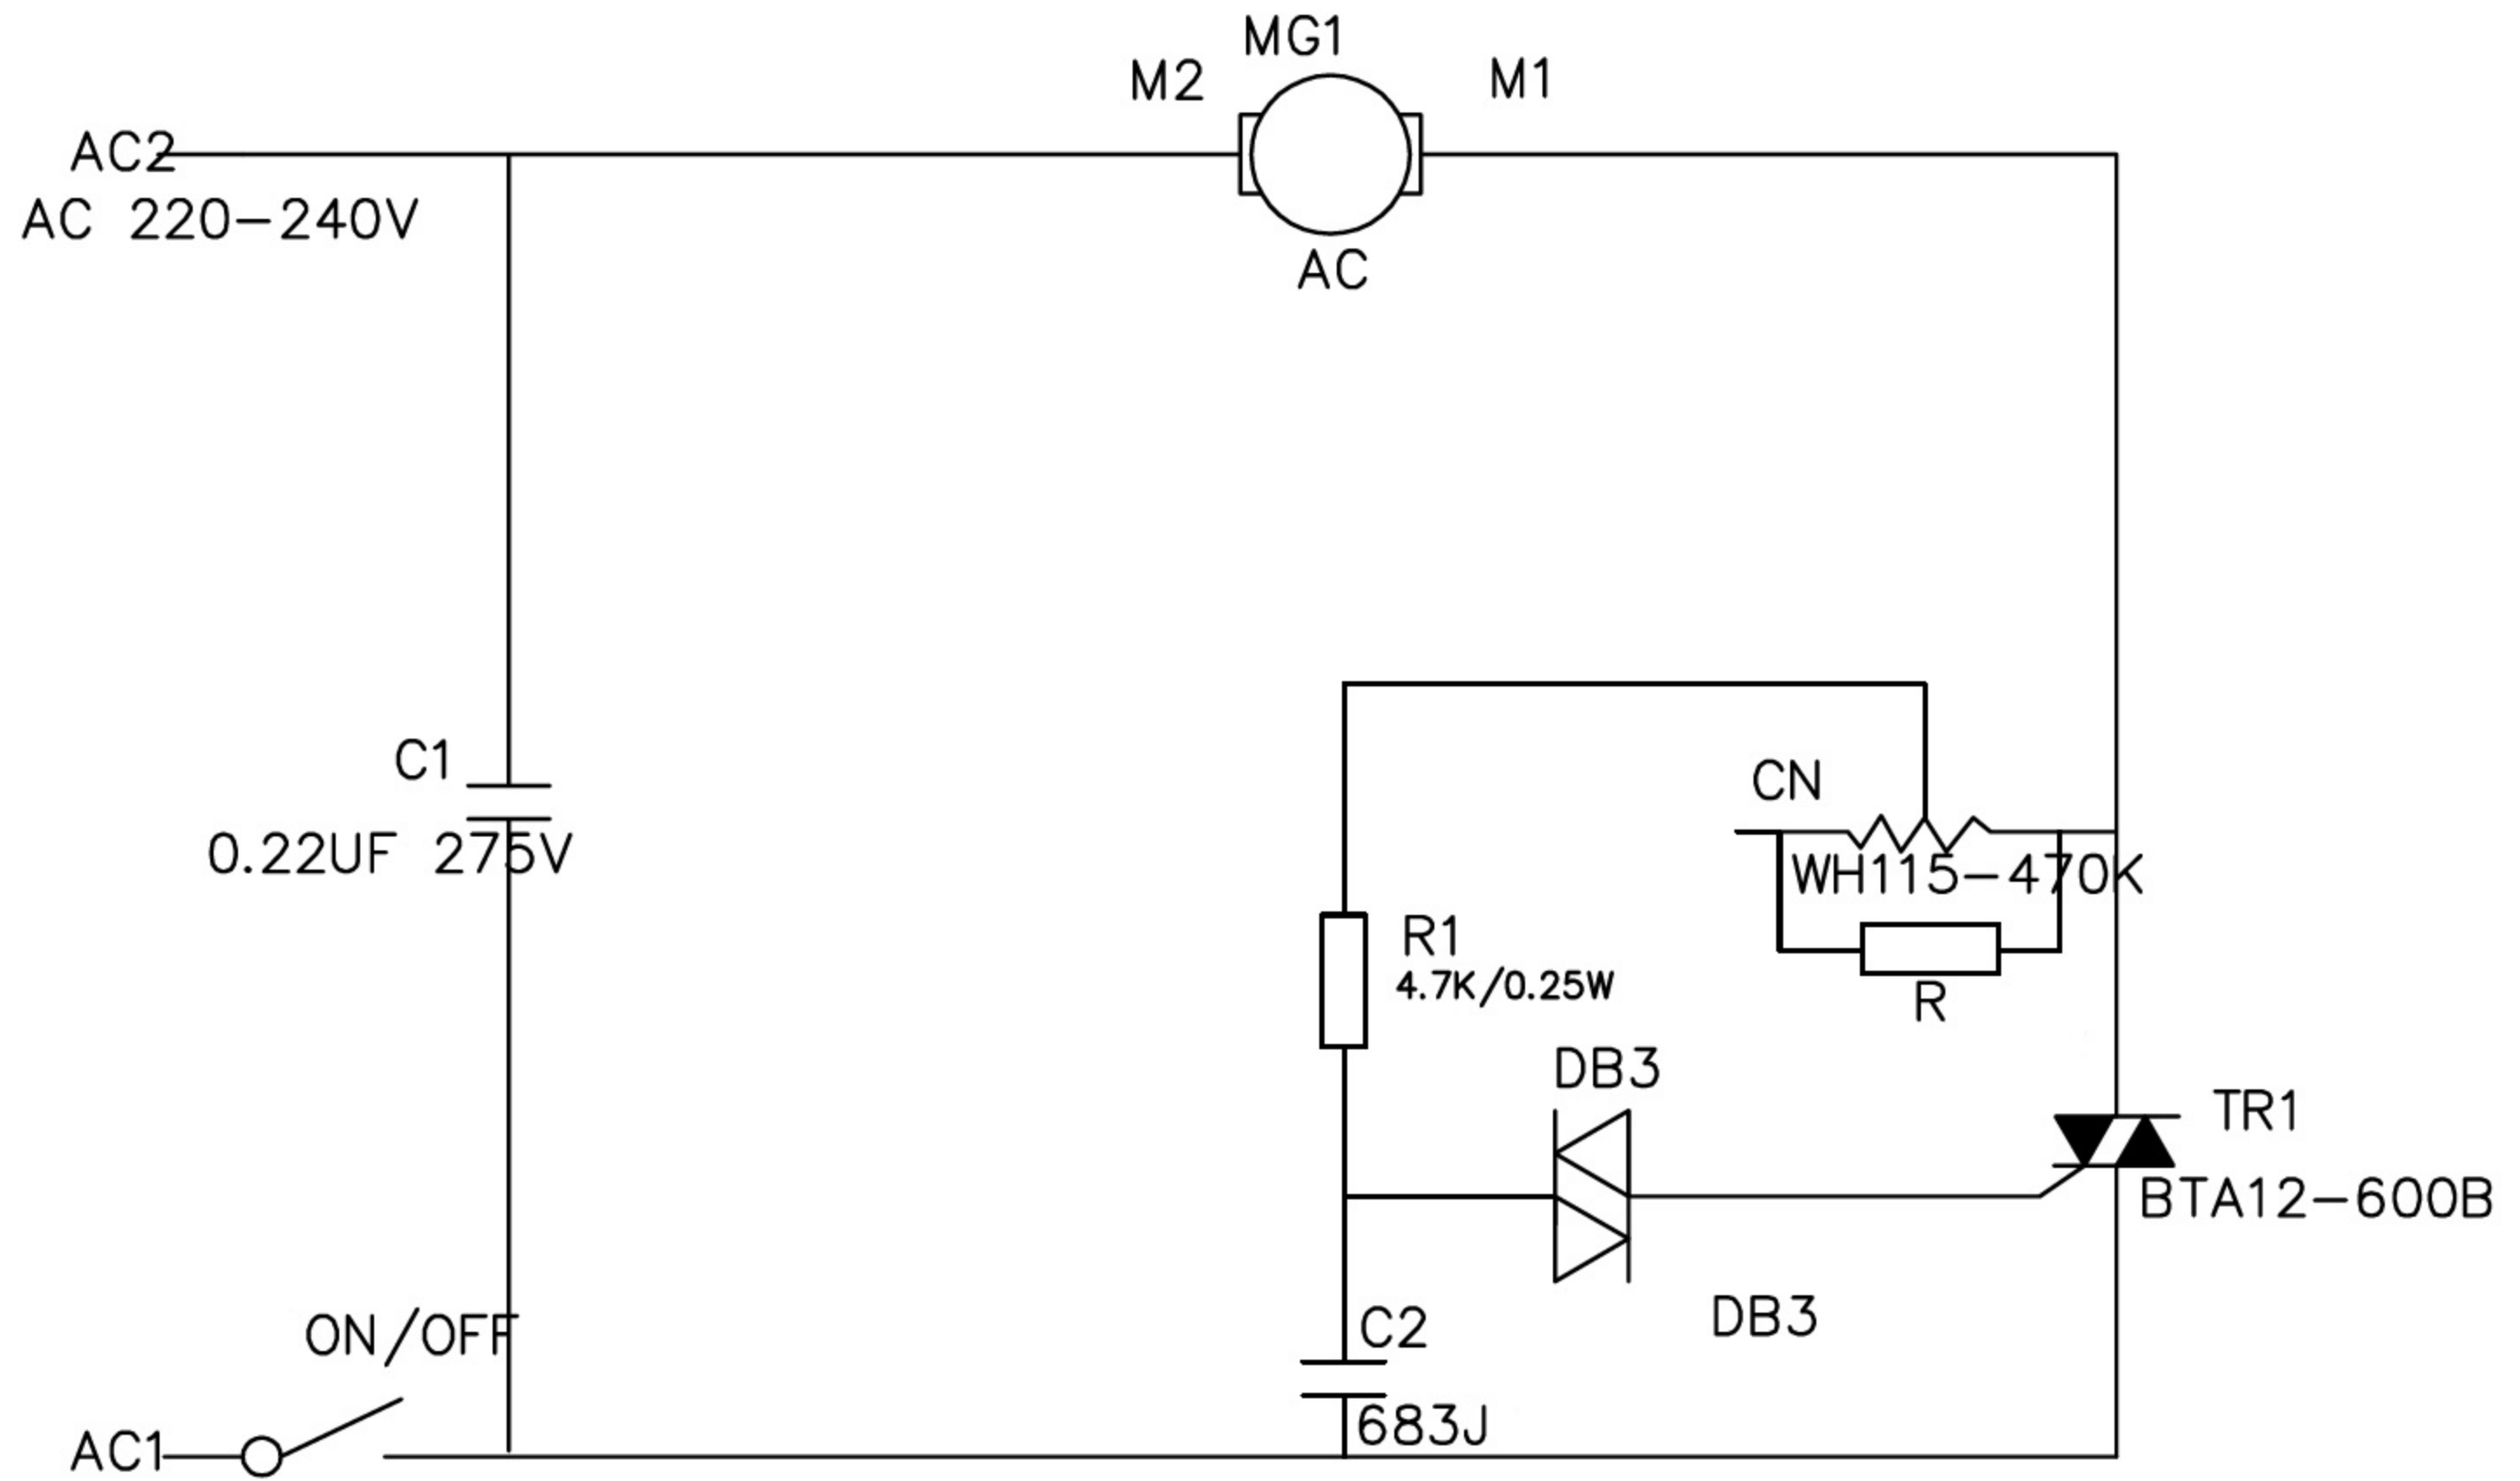 MG1
M2
M1
AC2
AC 220-240V
AC
C1
0.22UF 275V
CN
WH115-470K
R1
4.7K/0.25W
R
DB3
TR1
BTA12-600B
DB3
C2
683J
ON/OFF
AC1